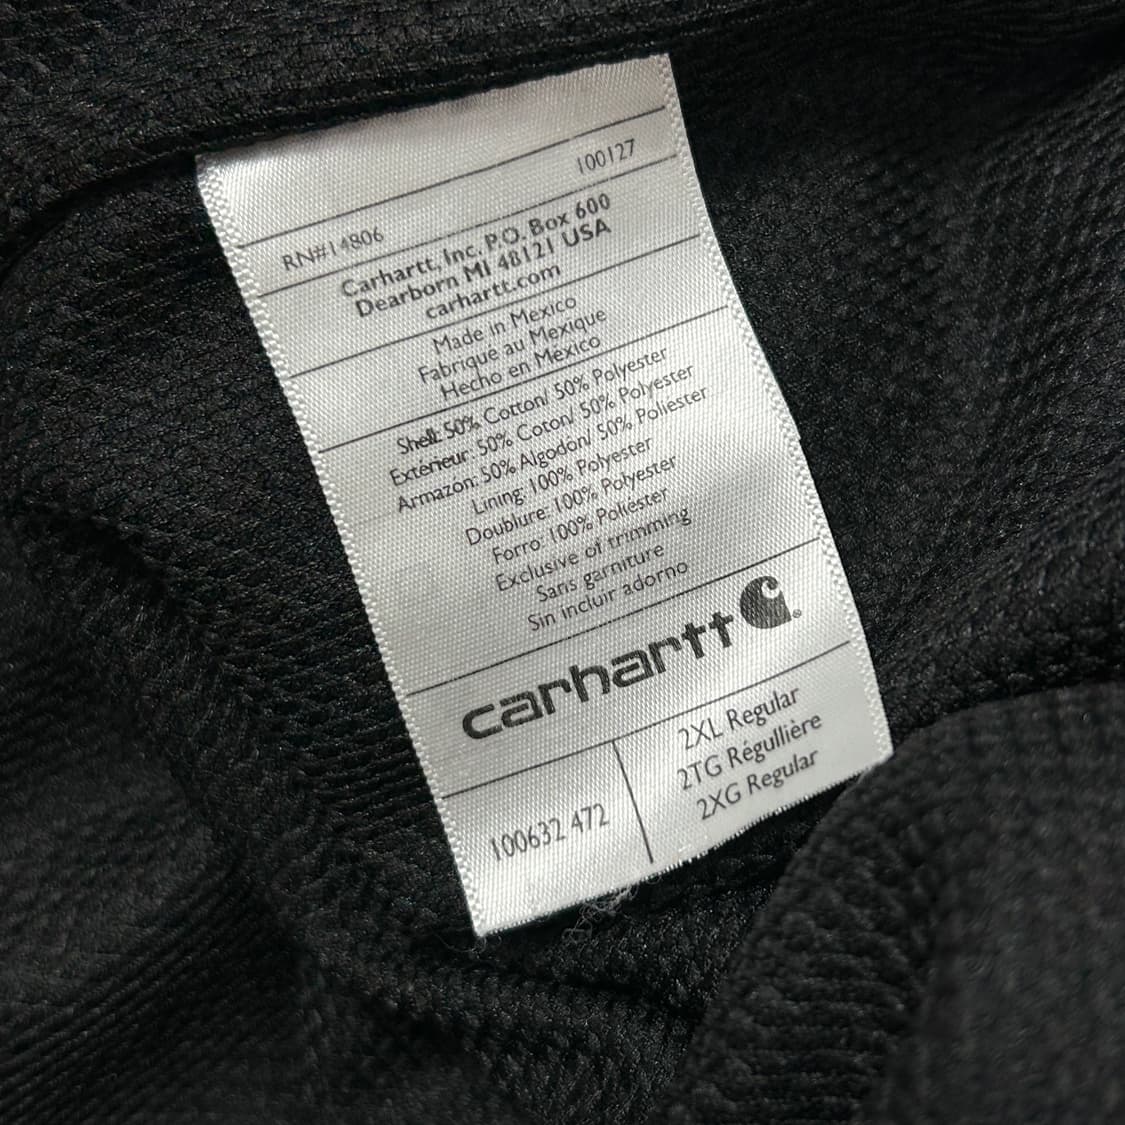 RN#14806 100127
Carhartt, Inc. P.O. Box 600
Dearborn MI 48121 USA
carhartt.com
Made in Mexico
Fabriqué au Mexique
Hecho en Mexico
Shell: 50% Cotton/ 50% Polyester
Extérieur: 50% Coton/ 50% Polyester
Armazon: 50% Algodon/ 50% Poliester
Lining: 100% Polyester
Doublure: 100% Polyester
Forro: 100% Poliester
Exclusive of trimming
Sans garniture
Sin incluir adorno
carhartt
100632 472
2XL Regular
2TG Régullière
2XG Regular